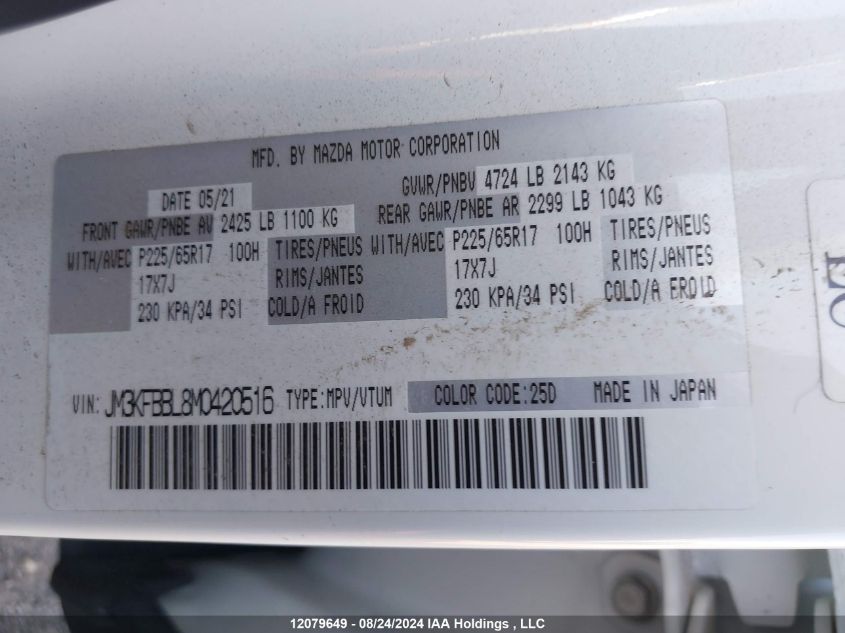 MFD. BY MAZDA MOTOR CORPORATION
DATE 05/21 GVWR/PNBV 4724 LB 2143 KG
FRONT GAWR/PNBE AV 2425 LB 1100 KG REAR GAWR/PNBE AR 2299 LB 1043 KG
WITH/AVEC P225/65R17 100H TIRES/PNEUS WITH/AVEC P225/65R17 100H TIRES/PNEUS
17X7J RIMS/JANTES 17X7J RIMS/JANTES
230 KPA/34 PSI COLD/A FROID 230 KPA/34 PSI COLD/A FROID
VIN: JM3KFBBL8M0420516 TYPE:MPV/VTUM COLOR CODE:25D MADE IN JAPAN
12079649 - 08/24/2024 IAA Holdings , LLC